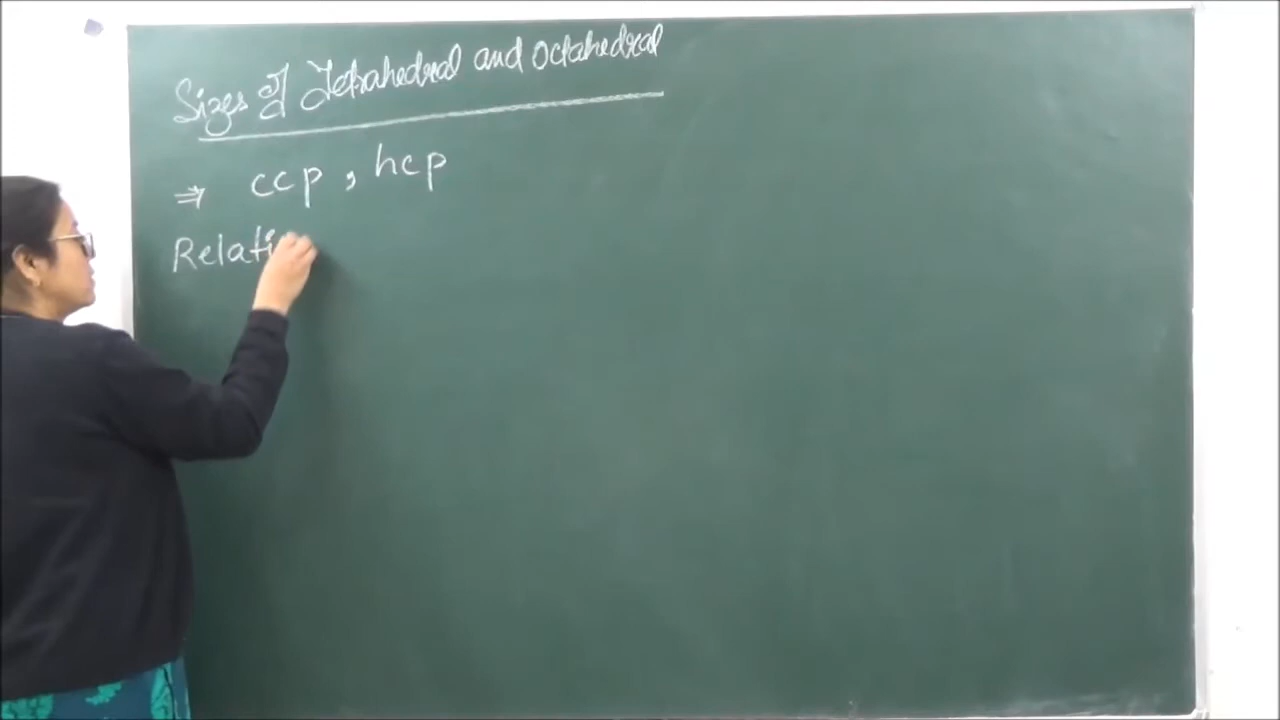 Sizes of Tetrahedral and Octahedral
⇒ ccp, hcp
Relati